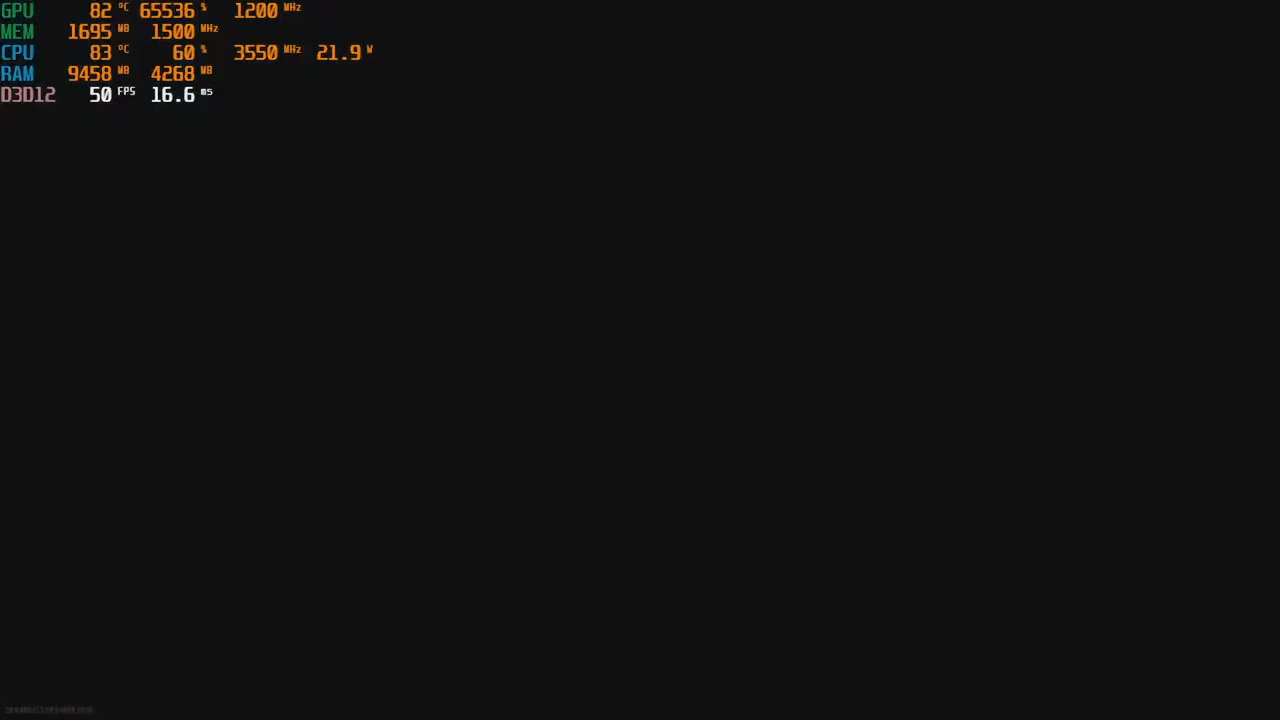 GPU 82 °C 65536 % 1200 MHz
MEM 1695 MB 1500 MHz
CPU 83 °C 60 % 3550 MHz 21.9 W
RAM 9458 MB 4268 MB
D3D12 50 FPS 16.6 ms